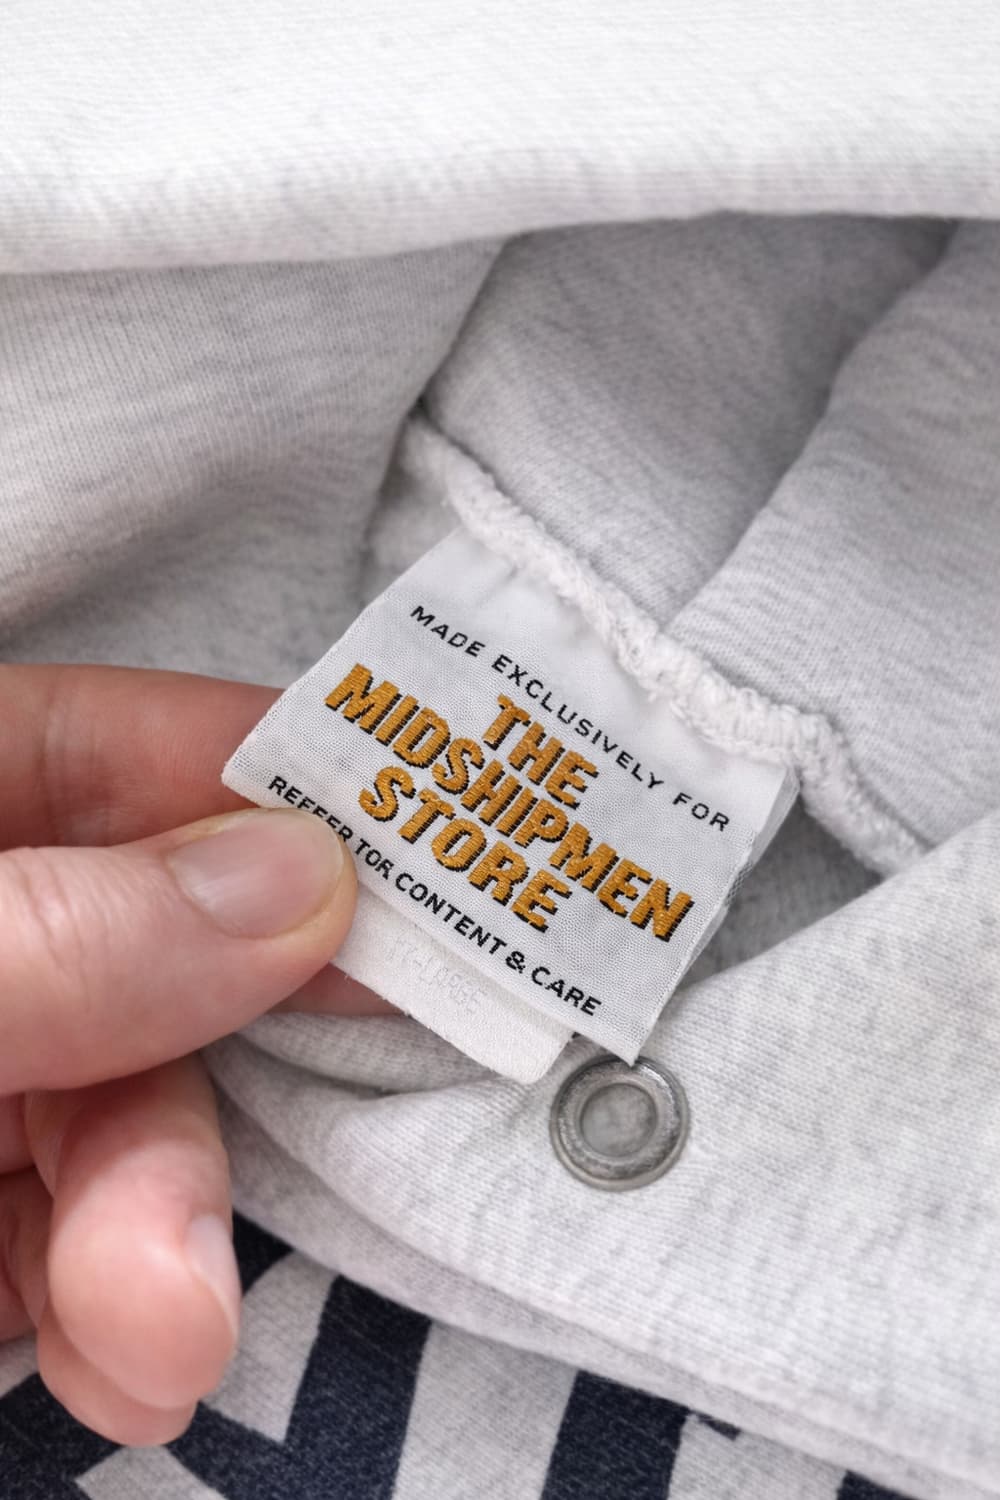 MADE EXCLUSIVELY FOR
THE
MIDSHIPMEN
STORE
REFFER TOR CONTENT & CARE